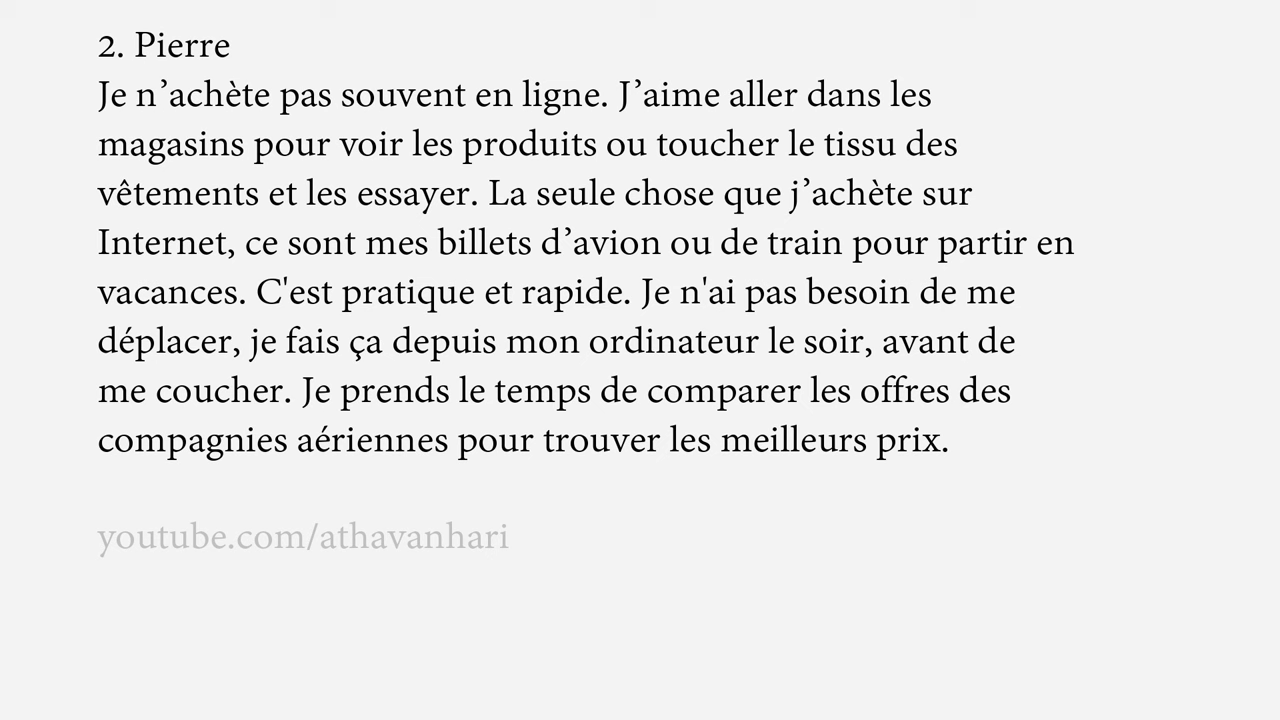 2. Pierre
Je n’achète pas souvent en ligne. J’aime aller dans les
magasins pour voir les produits ou toucher le tissu des
vêtements et les essayer. La seule chose que j’achète sur
Internet, ce sont mes billets d’avion ou de train pour partir en
vacances. C'est pratique et rapide. Je n'ai pas besoin de me
déplacer, je fais ça depuis mon ordinateur le soir, avant de
me coucher. Je prends le temps de comparer les offres des
compagnies aériennes pour trouver les meilleurs prix.
youtube.com/athavanhari